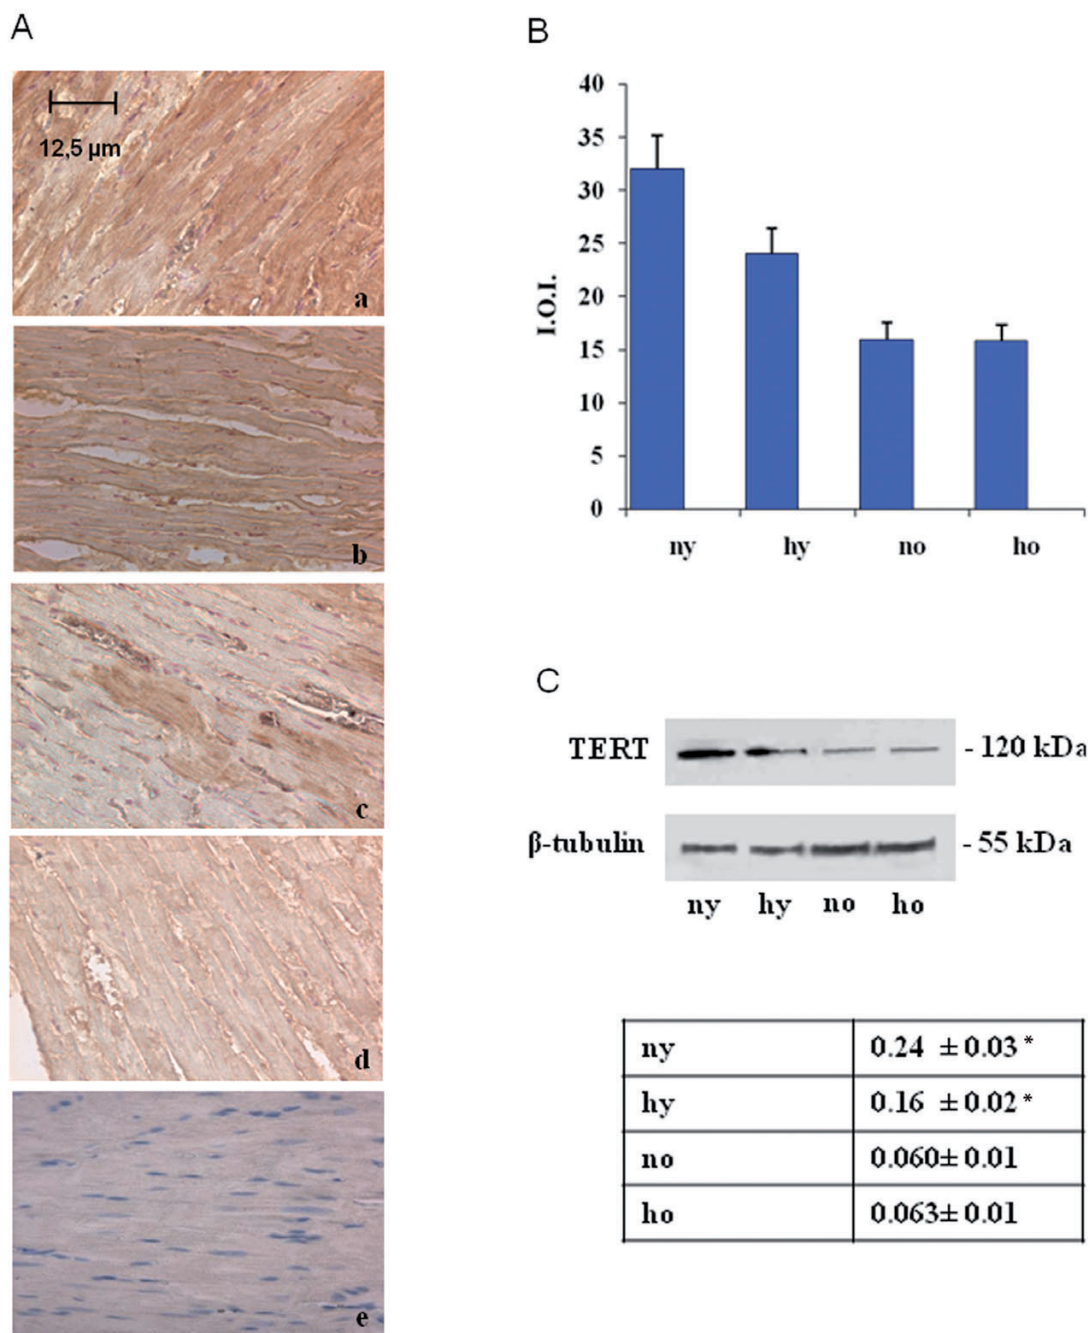 A
12,5 µm
a
b
c
d
e
B
40
35
30
25
20
15
10
5
0
I.O.I.
ny hy no ho
C
TERT - 120 kDa
β-tubulin - 55 kDa
ny hy no ho
ny 0.24 ± 0.03 *
hy 0.16 ± 0.02 *
no 0.060± 0.01
ho 0.063± 0.01